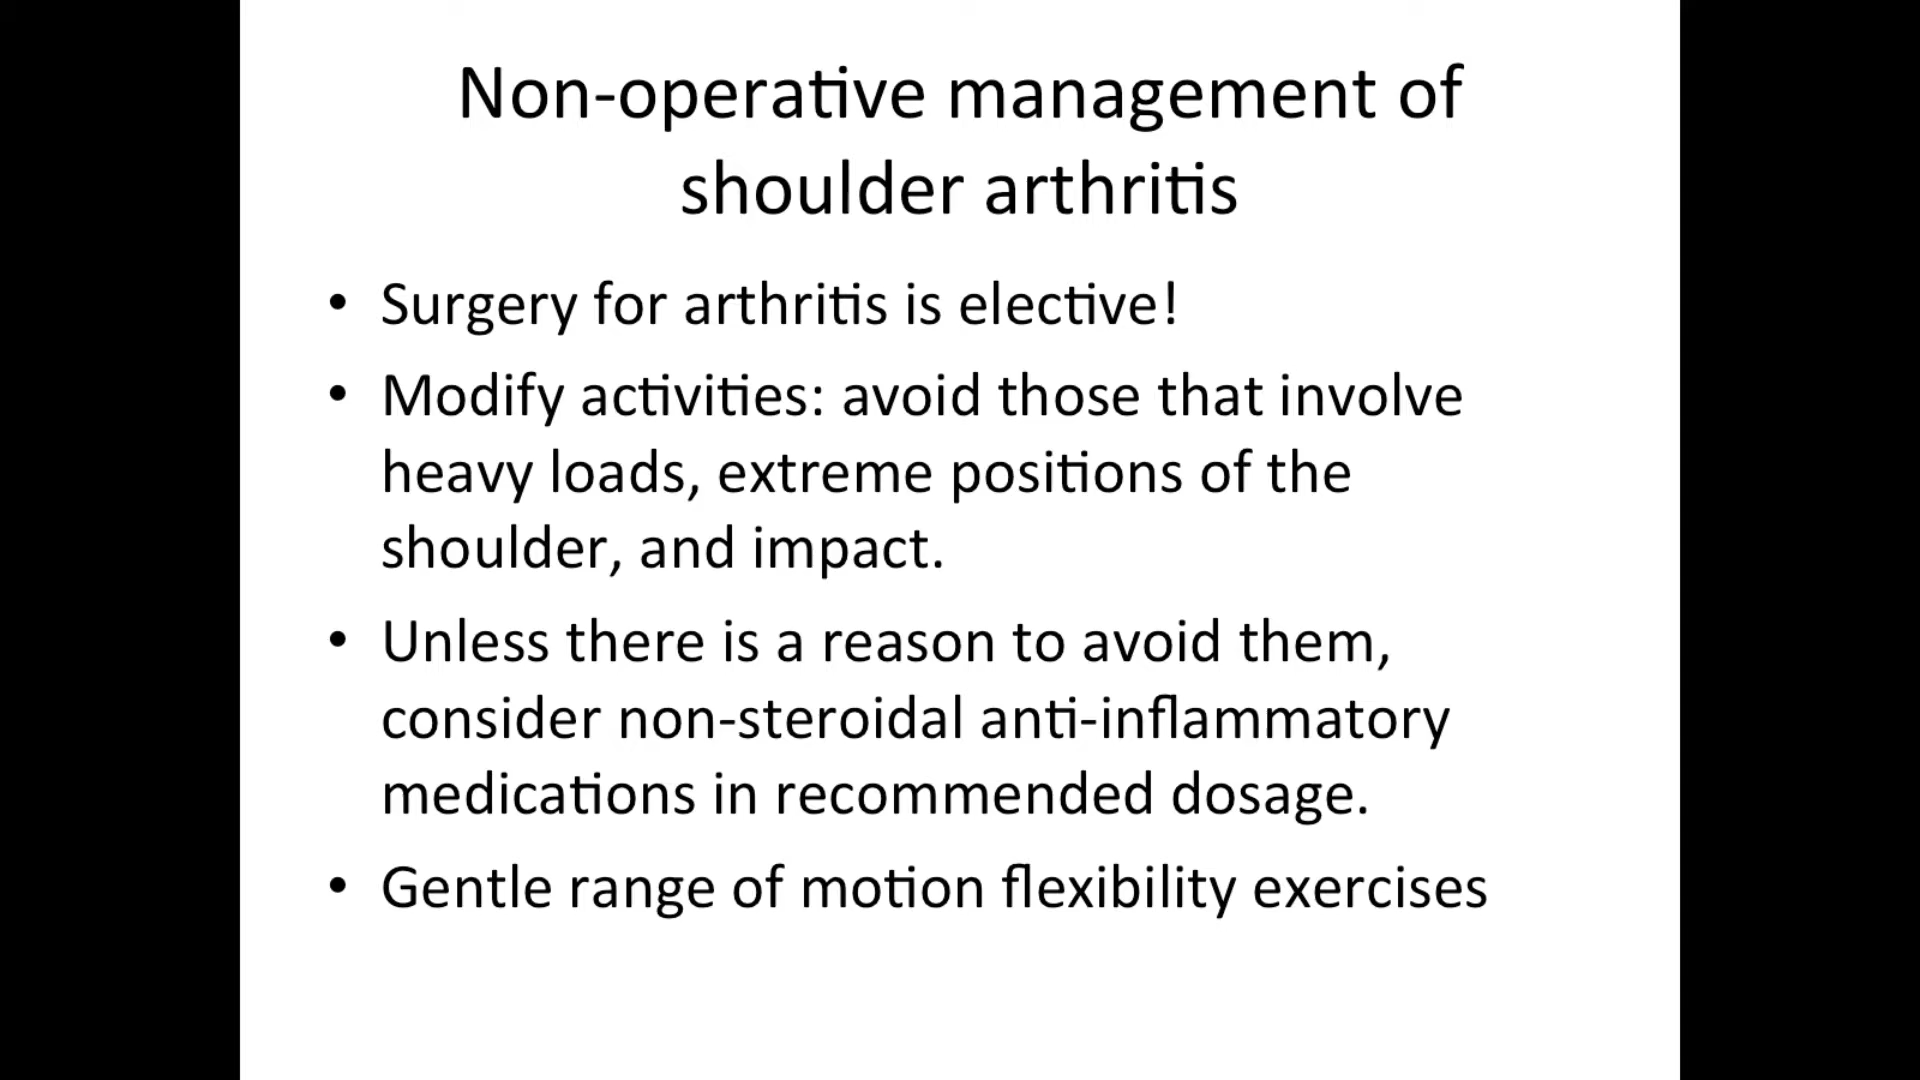 Non-operative management of
shoulder arthritis
• Surgery for arthritis is elective!
• Modify activities: avoid those that involve
heavy loads, extreme positions of the
shoulder, and impact.
• Unless there is a reason to avoid them,
consider non-steroidal anti-inflammatory
medications in recommended dosage.
• Gentle range of motion flexibility exercises